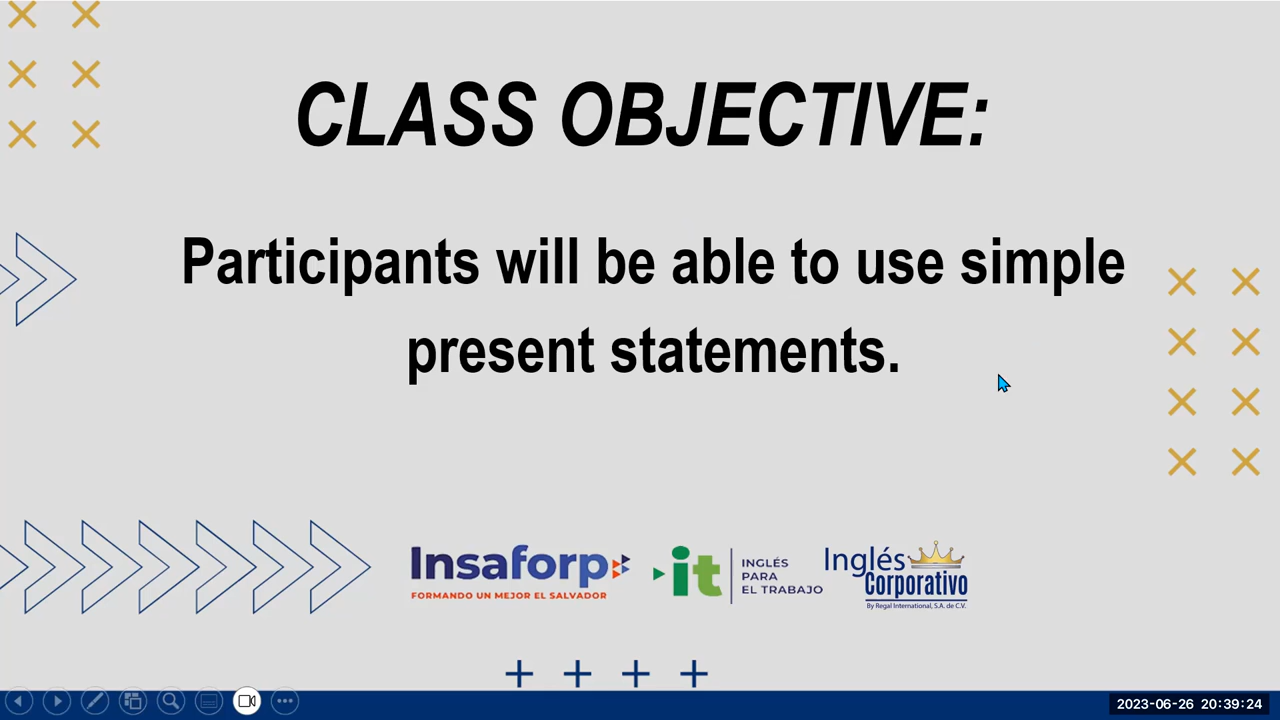 CLASS OBJECTIVE:
Participants will be able to use simple
present statements.
Insaforp
FORMANDO UN MEJOR EL SALVADOR
it
INGLÉS
PARA
EL TRABAJO
Inglés
Corporativo
By Regal International, S.A. de C.V.
2023-06-26 20:39:24